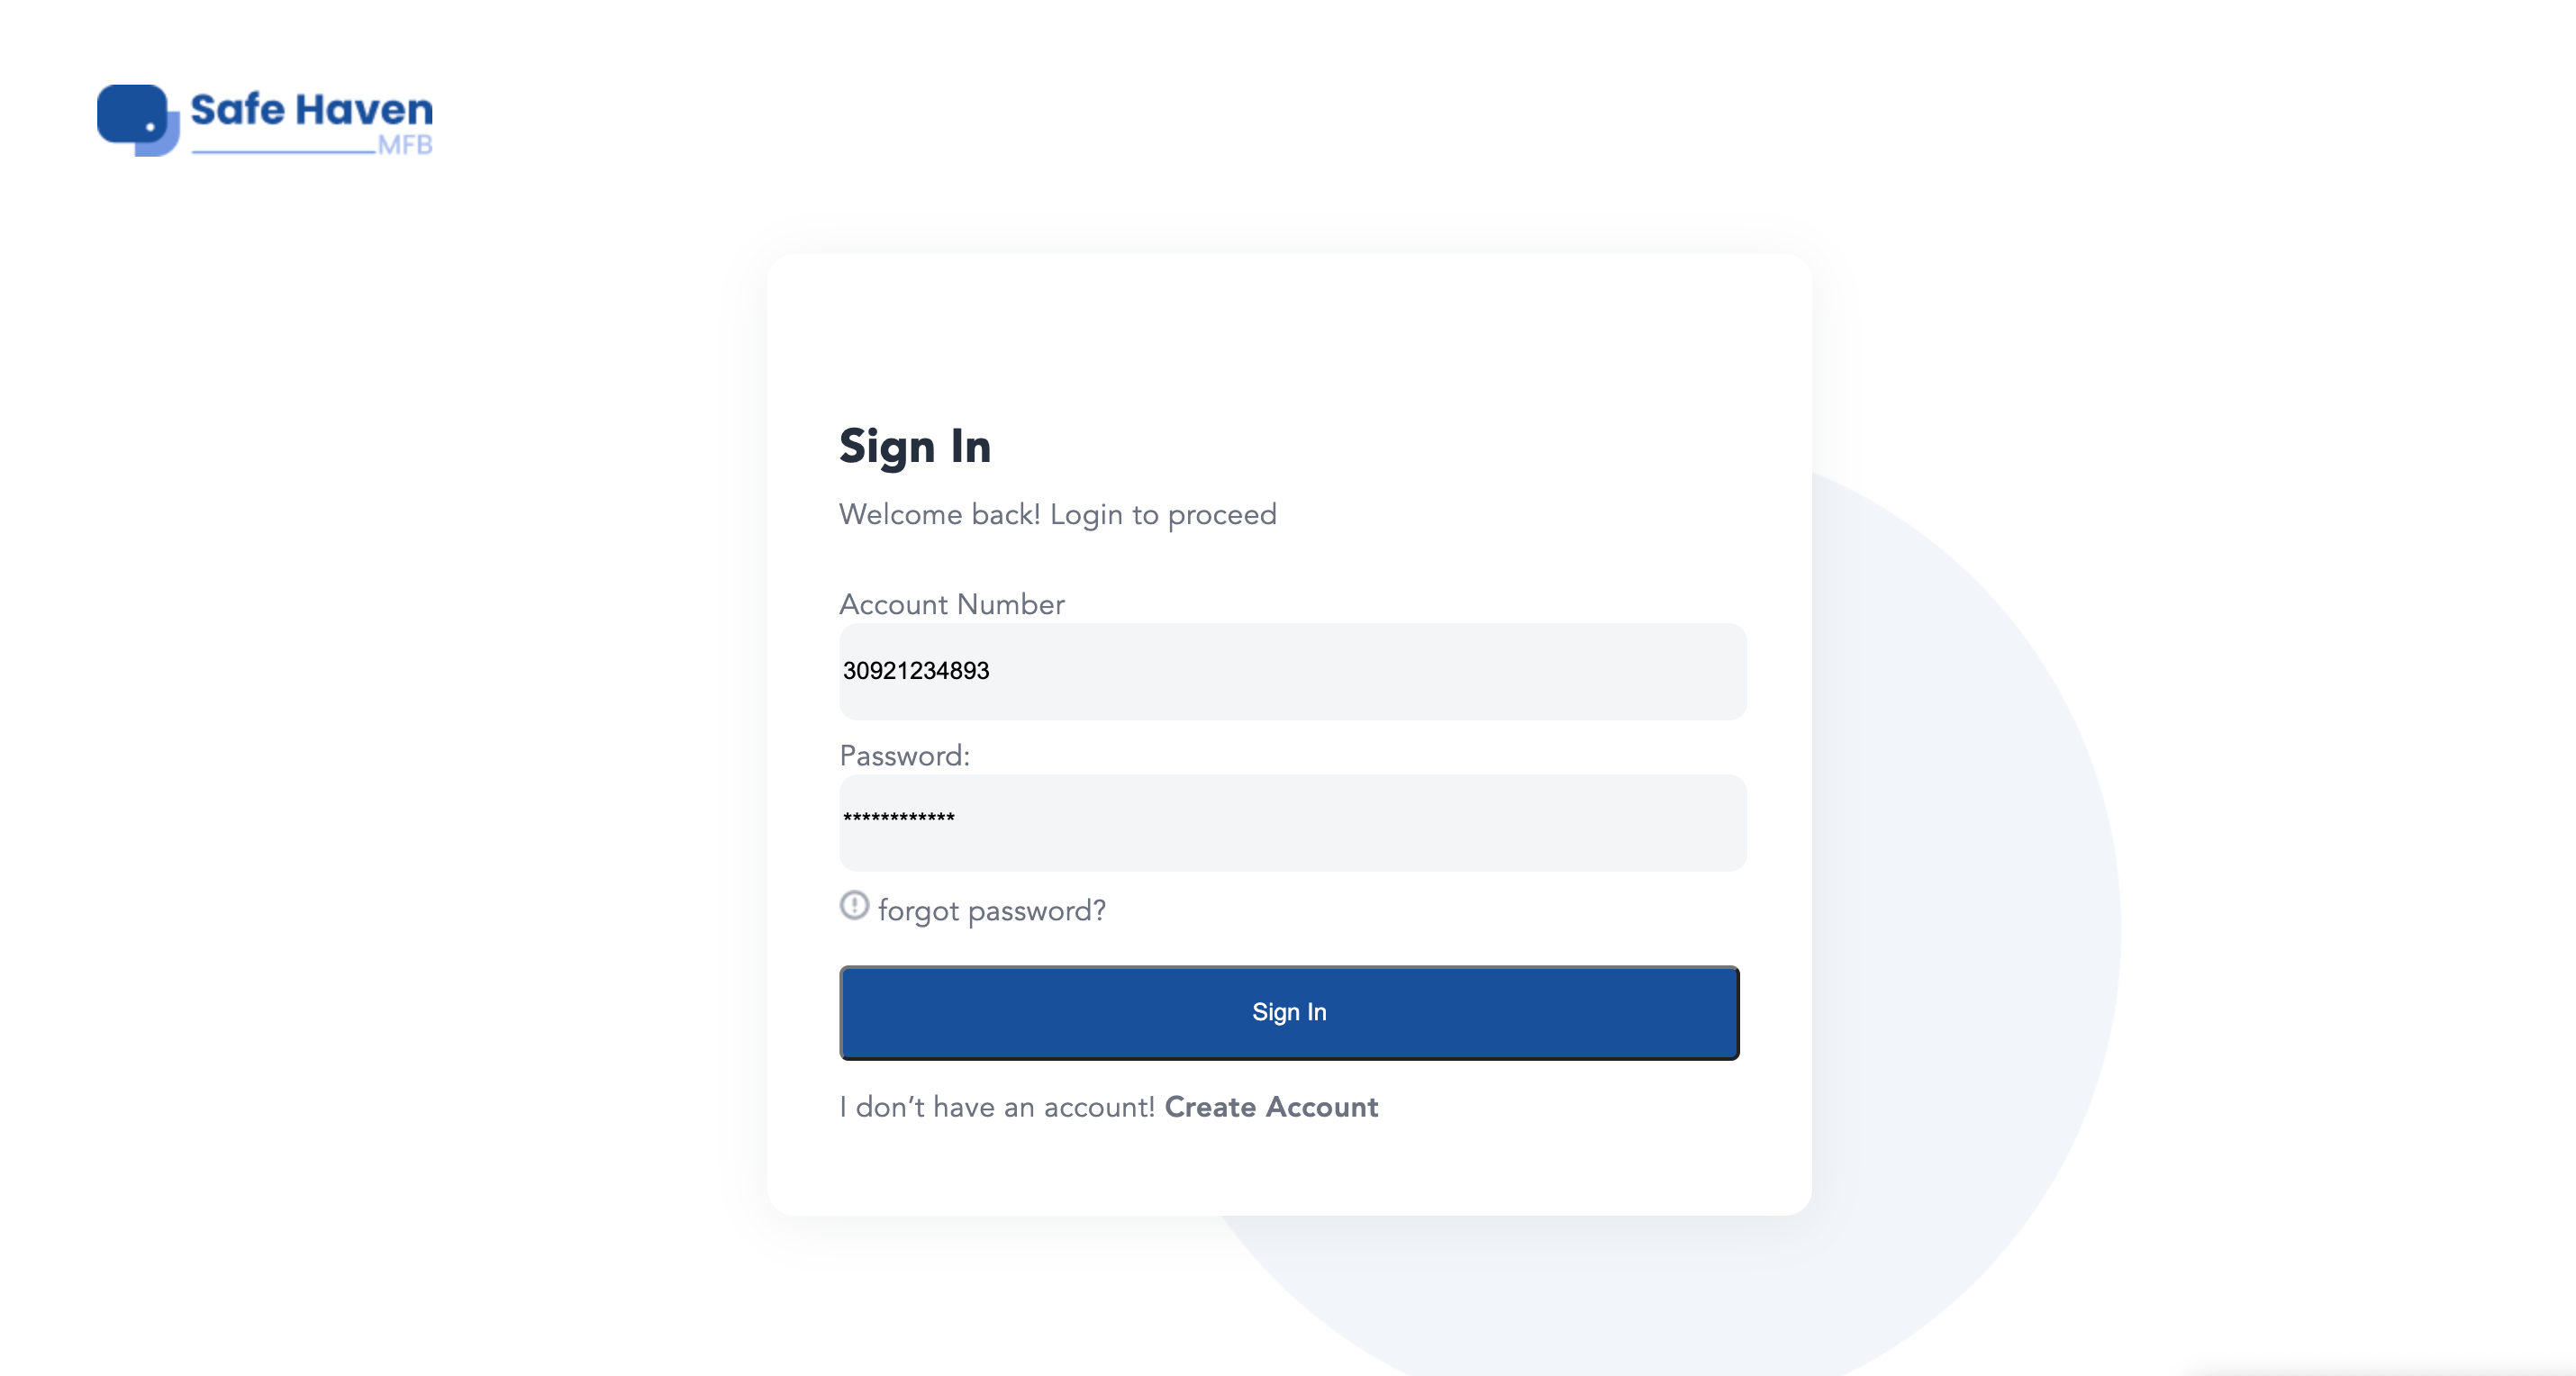 Safe Haven
MFB
Sign In
Welcome back! Login to proceed
Account Number
30921234893
Password:
************
forgot password?
Sign In
I don’t have an account! Create Account